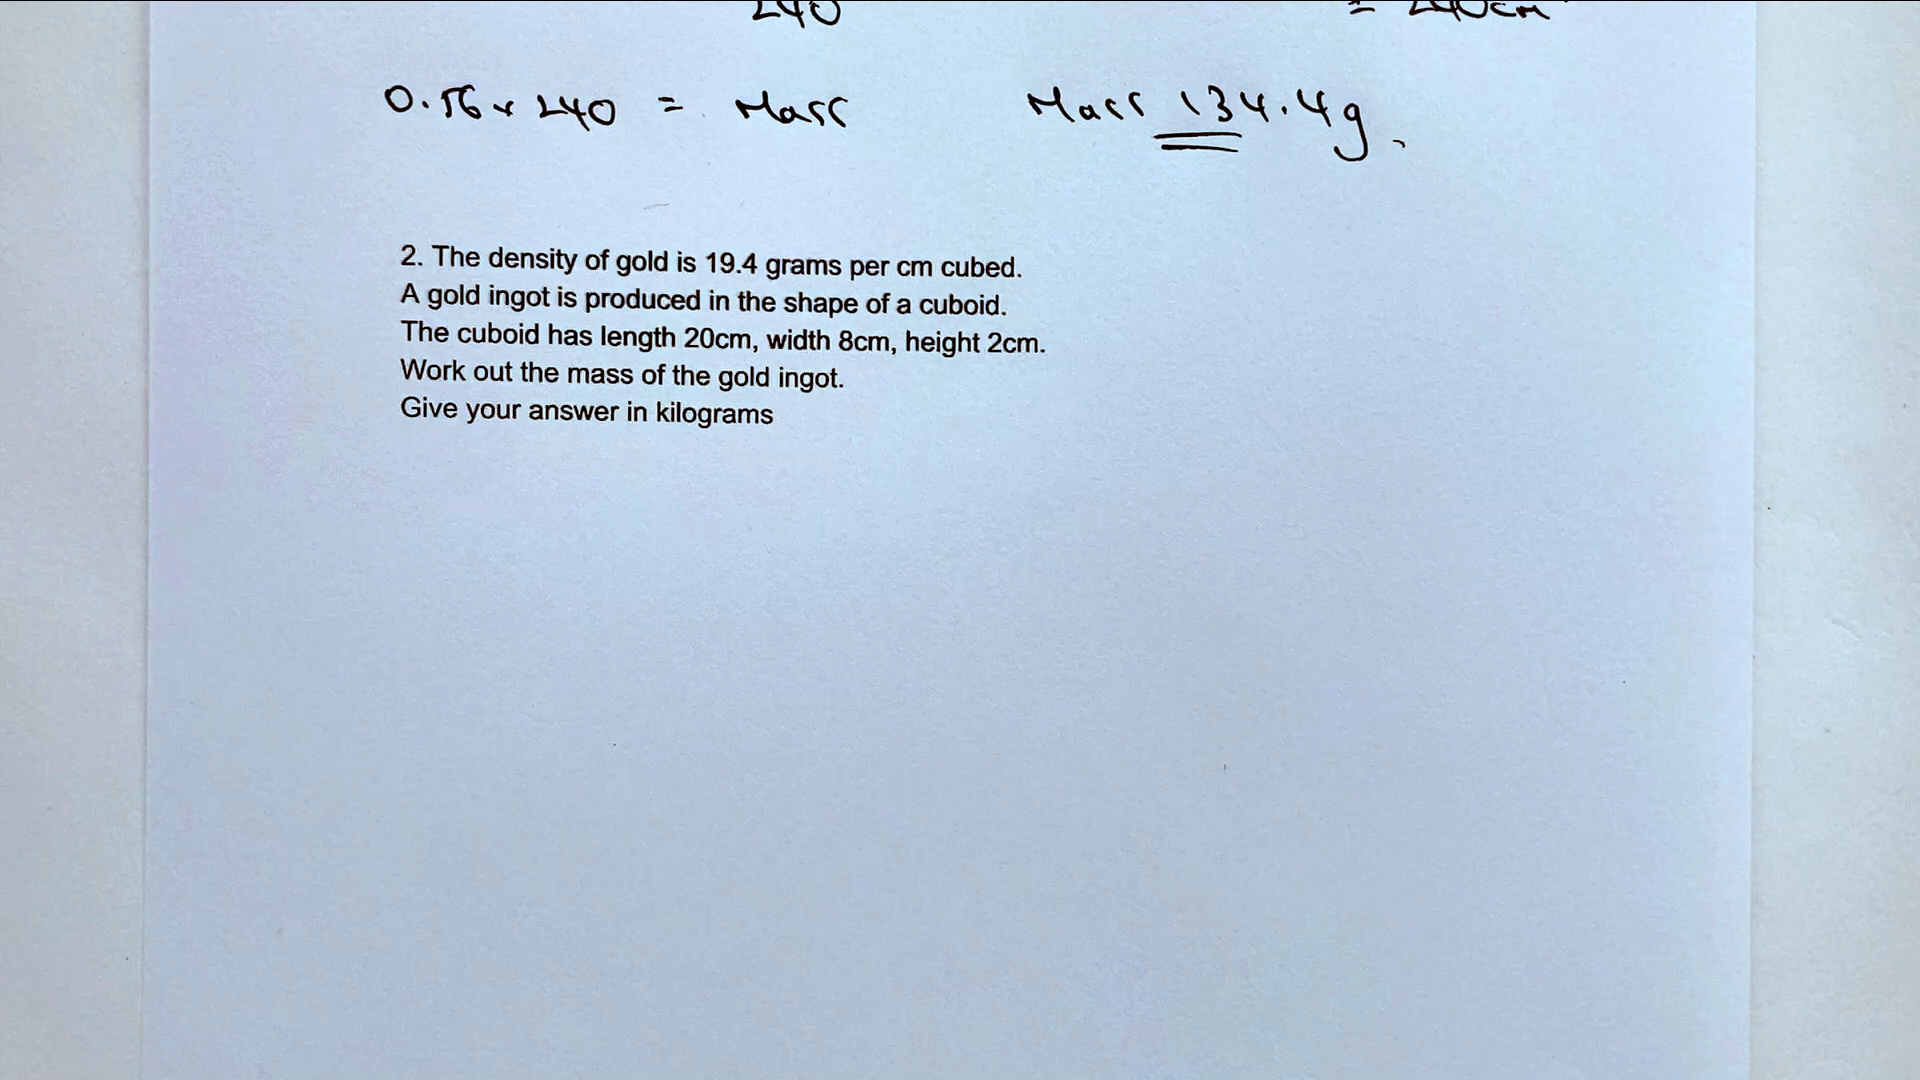 240 = 240cm
0.56 x 240 = Mass Mass 134.4g.
2. The density of gold is 19.4 grams per cm cubed.
A gold ingot is produced in the shape of a cuboid.
The cuboid has length 20cm, width 8cm, height 2cm.
Work out the mass of the gold ingot.
Give your answer in kilograms